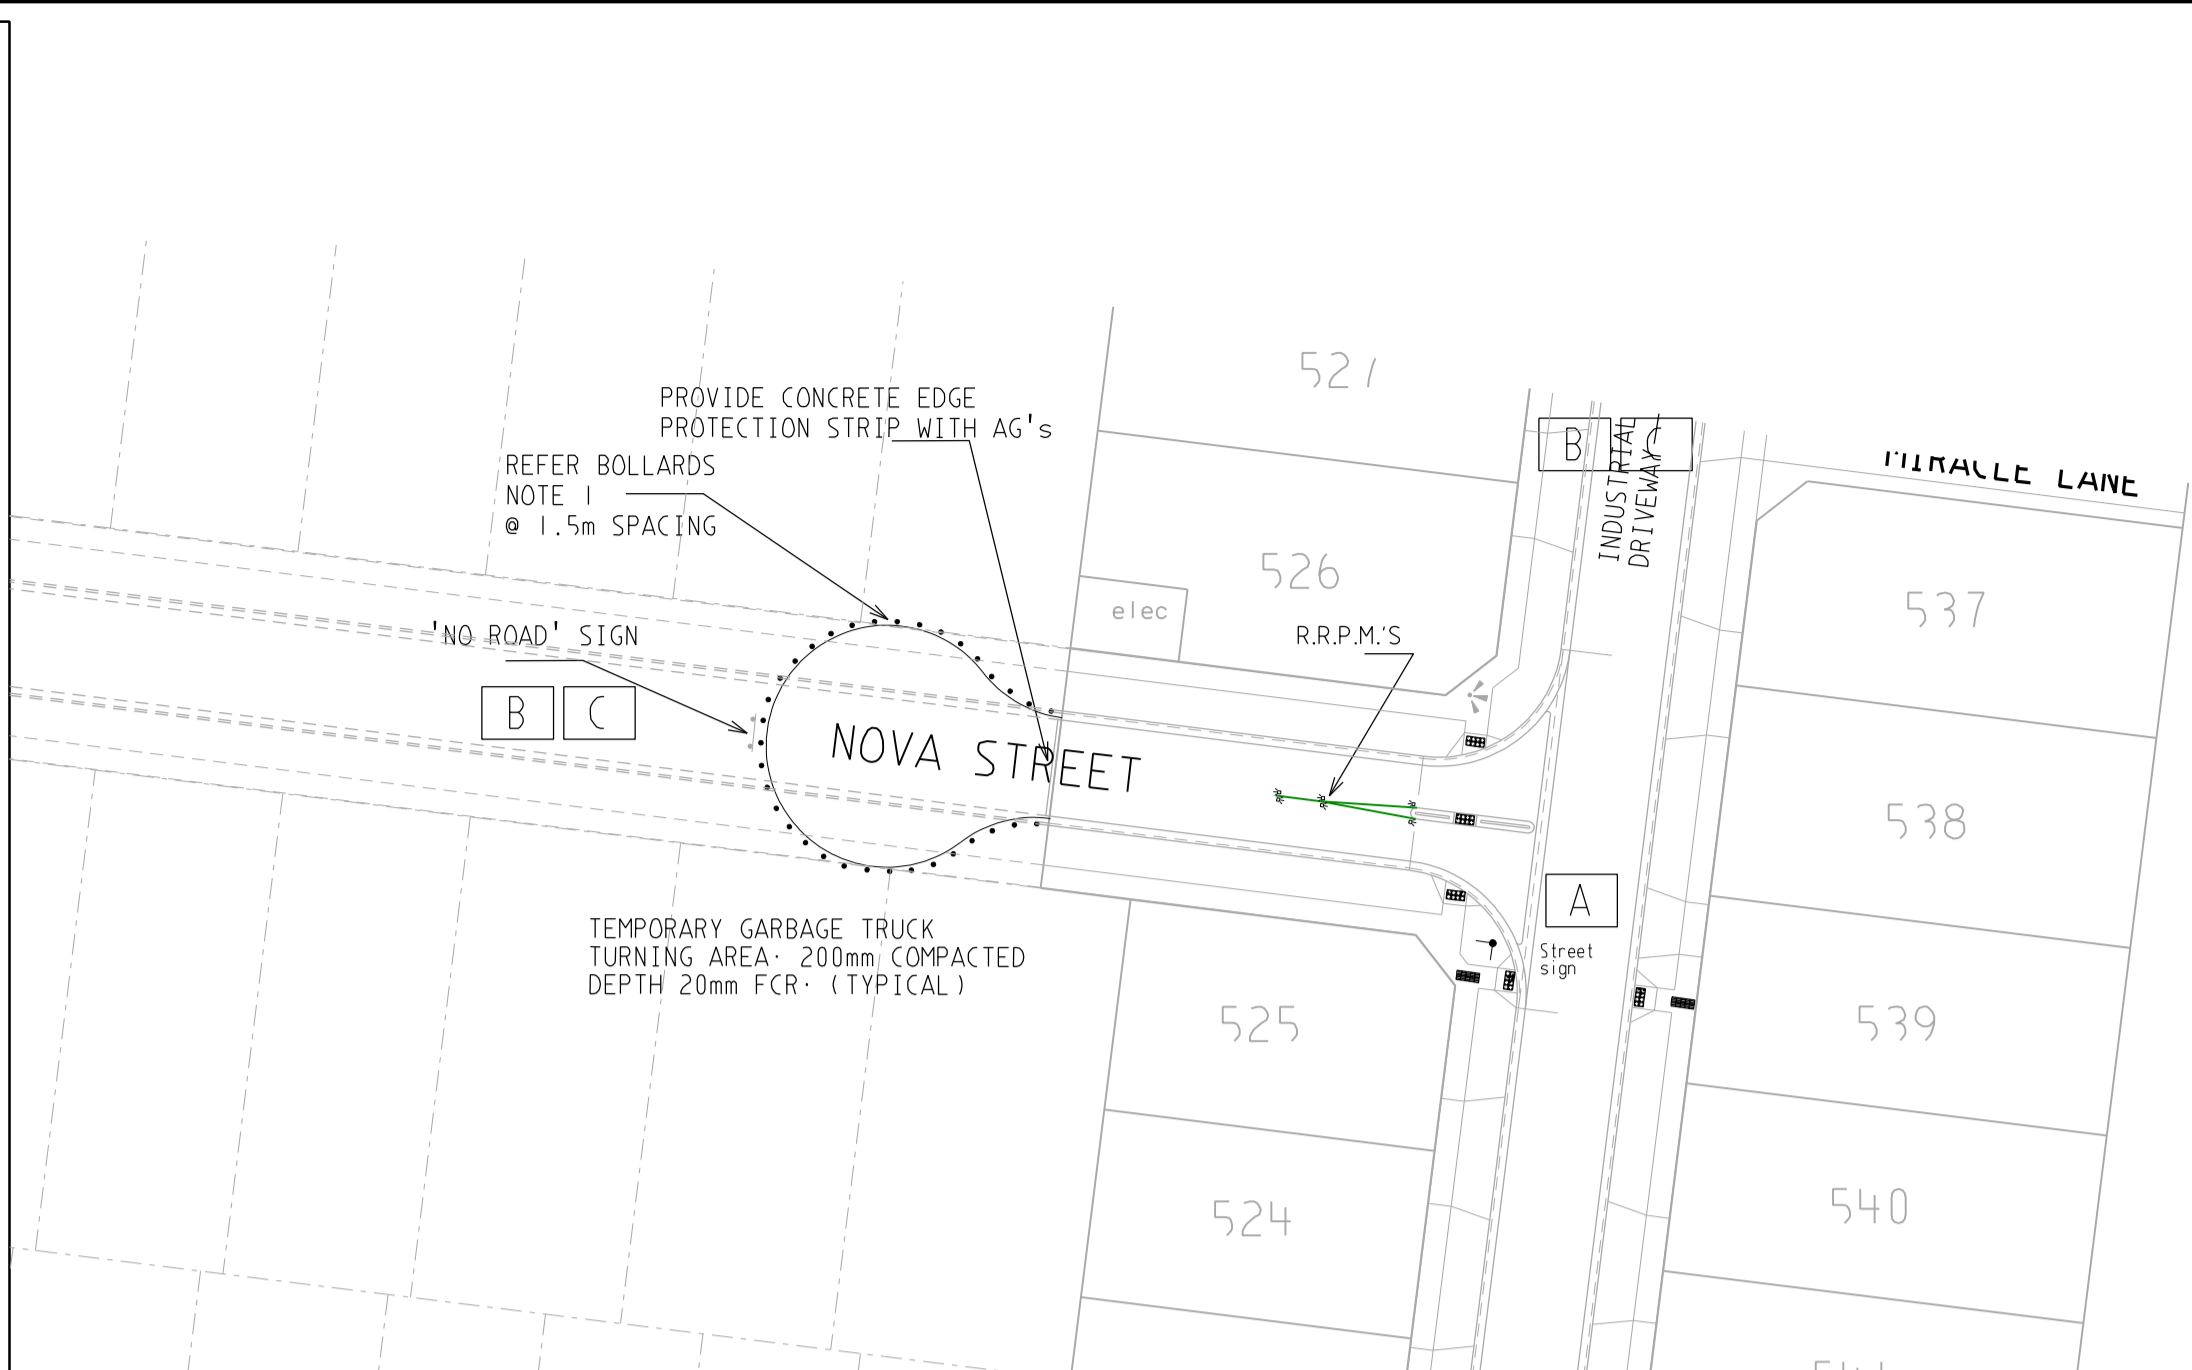 527
PROVIDE CONCRETE EDGE
PROTECTION STRIP WITH AG's
B C
INDUSTRIAL
DRIVEWAY
MIRACLE LANE
REFER BOLLARDS
NOTE 1
@ 1.5m SPACING
526
elec
537
'NO ROAD' SIGN
R.R.P.M.'S
B C
NOVA STREET
538
A
TEMPORARY GARBAGE TRUCK
TURNING AREA. 200mm COMPACTED
DEPTH 20mm FCR. (TYPICAL)
Street
sign
525
539
524
540